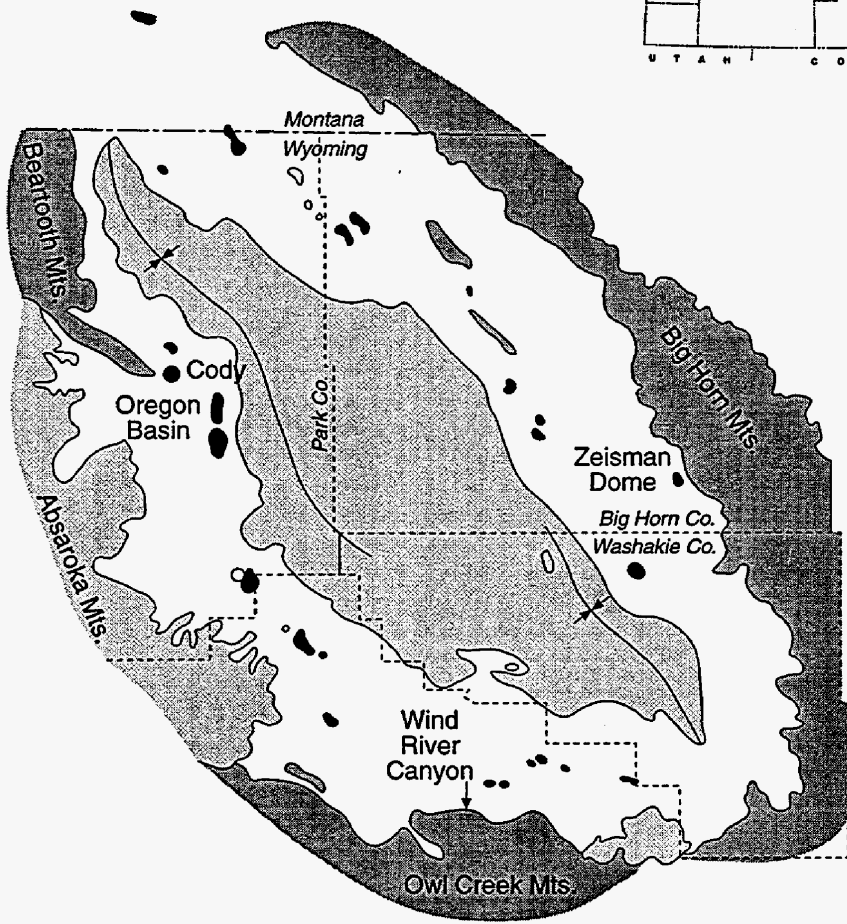 U T A H C O
Montana
Wyoming
Beartooth Mts.
Big Horn Mts.
Cody
Oregon
Basin
Park Co.
Zeisman
Dome
Big Horn Co.
Washakie Co.
Absaroka Mts.
Wind
River
Canyon
Owl Creek Mts.